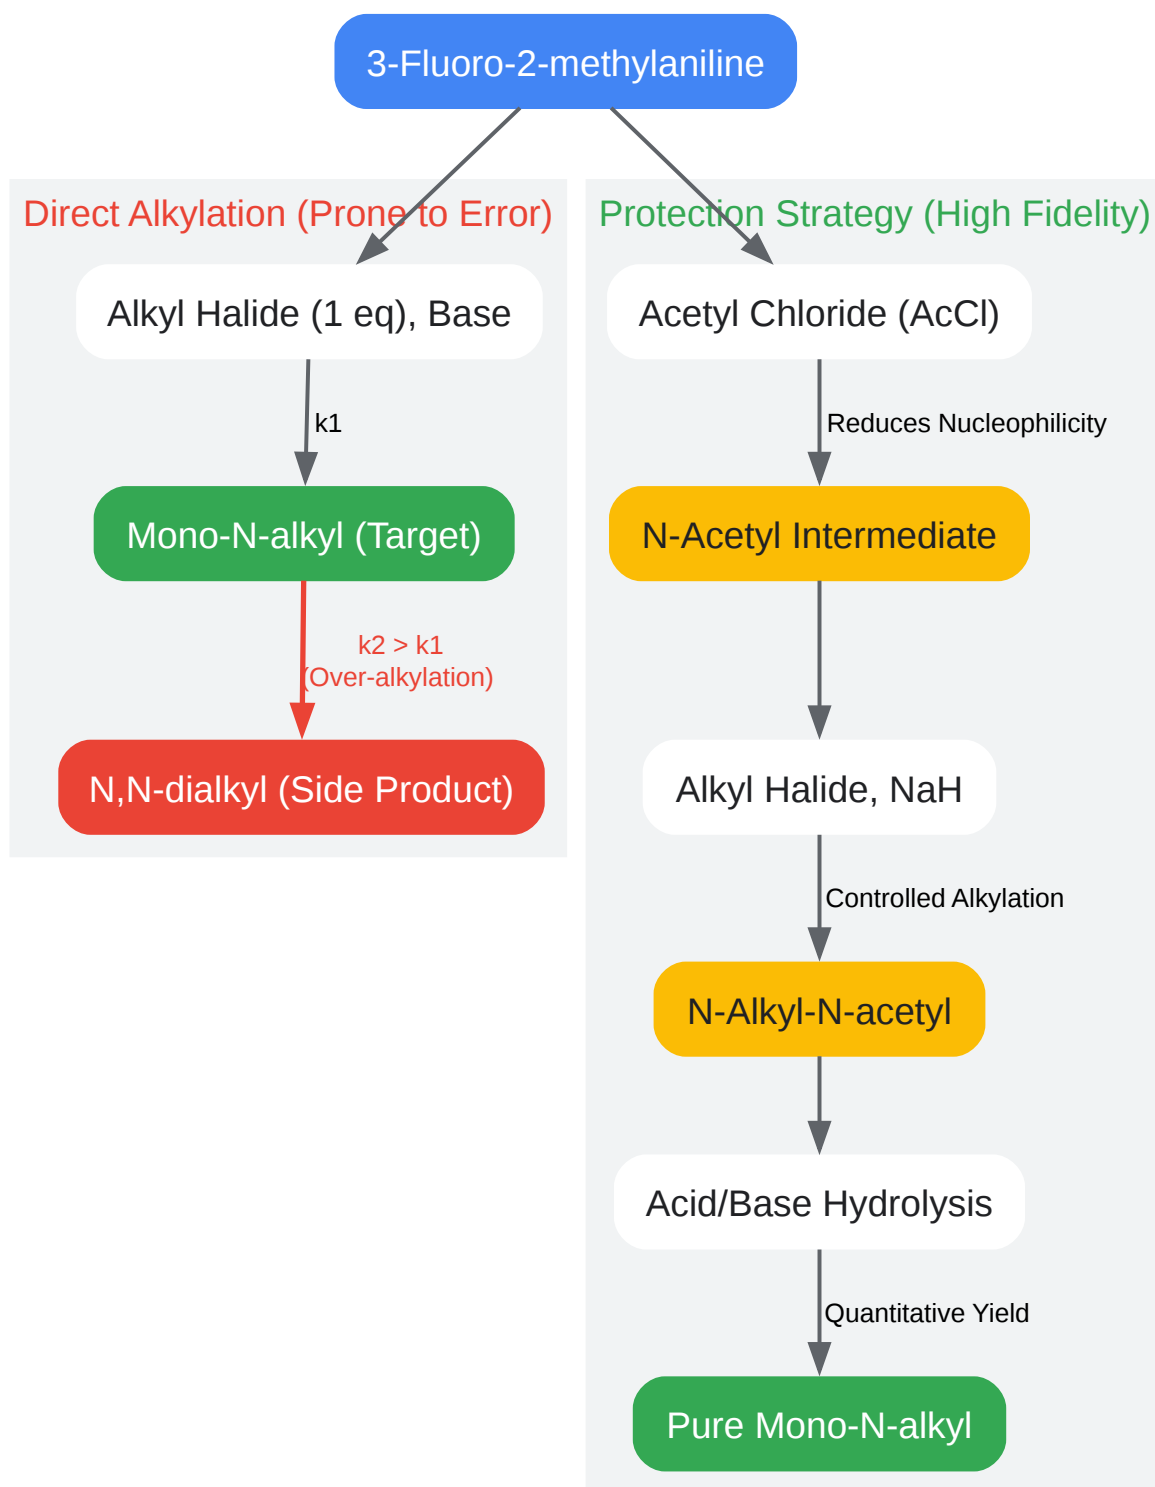 3-Fluoro-2-methylaniline
Direct Alkylation (Prone to Error)
Alkyl Halide (1 eq), Base
k1
Mono-N-alkyl (Target)
k2 > k1
(Over-alkylation)
N,N-dialkyl (Side Product)
Protection Strategy (High Fidelity)
Acetyl Chloride (AcCl)
Reduces Nucleophilicity
N-Acetyl Intermediate
Alkyl Halide, NaH
Controlled Alkylation
N-Alkyl-N-acetyl
Acid/Base Hydrolysis
Quantitative Yield
Pure Mono-N-alkyl